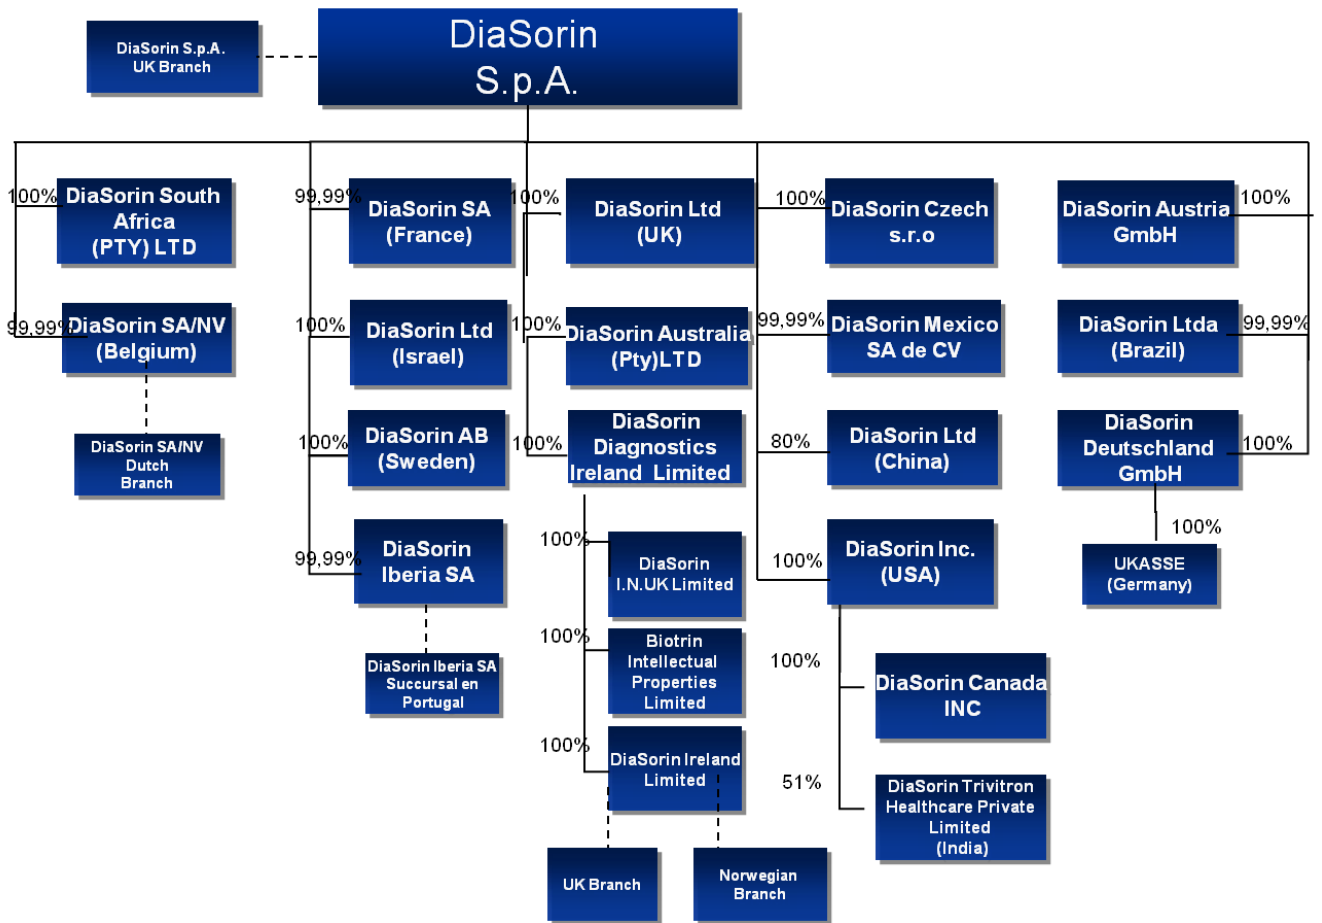 DiaSorin S.p.A.
UK Branch
DiaSorin
S.p.A.
100%
DiaSorin South
Africa
(PTY) LTD
99,99%
DiaSorin SA
(France)
100%
DiaSorin Ltd
(UK)
100%
DiaSorin Czech
s.r.o
DiaSorin Austria
GmbH
100%
99,99%
DiaSorin SA/NV
(Belgium)
100%
DiaSorin Ltd
(Israel)
100%
DiaSorin Australia
(Pty)LTD
99,99%
DiaSorin Mexico
SA de CV
DiaSorin Ltda
(Brazil)
99,99%
DiaSorin SA/NV
Dutch
Branch
100%
DiaSorin AB
(Sweden)
100%
DiaSorin
Diagnostics
Ireland Limited
80%
DiaSorin Ltd
(China)
DiaSorin
Deutschland
GmbH
100%
99,99%
DiaSorin
Iberia SA
100%
DiaSorin
I.N.UK Limited
100%
DiaSorin Inc.
(USA)
100%
UKASSE
(Germany)
DiaSorin Iberia SA
Succursal en
Portugal
100%
Biotrin
Intellectual
Properties
Limited
100%
DiaSorin Canada
INC
100%
DiaSorin Ireland
Limited
51%
DiaSorin Trivitron
Healthcare Private
Limited
(India)
UK Branch
Norwegian
Branch